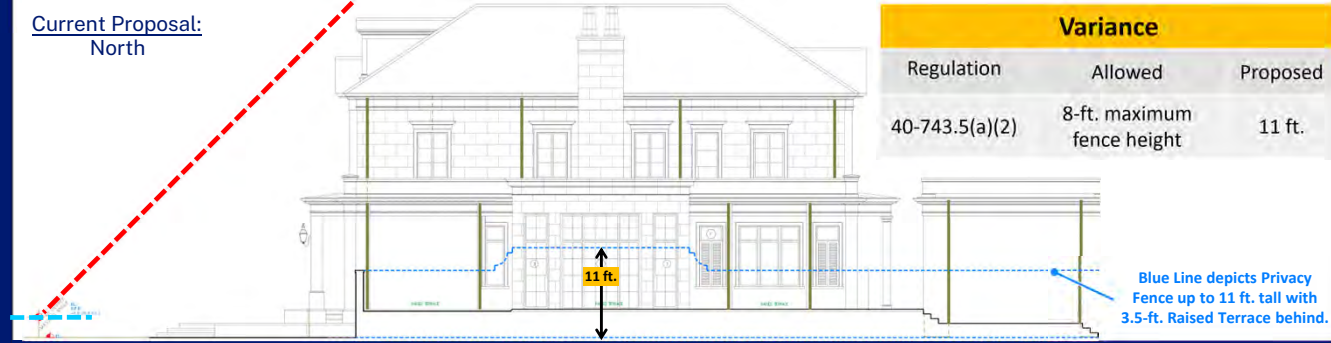 Current Proposal:
North
Variance
Regulation Allowed Proposed
40-743.5(a)(2) 8-ft. maximum fence height 11 ft.
11 ft.
Blue Line depicts Privacy
Fence up to 11 ft. tall with
3.5-ft. Raised Terrace behind.